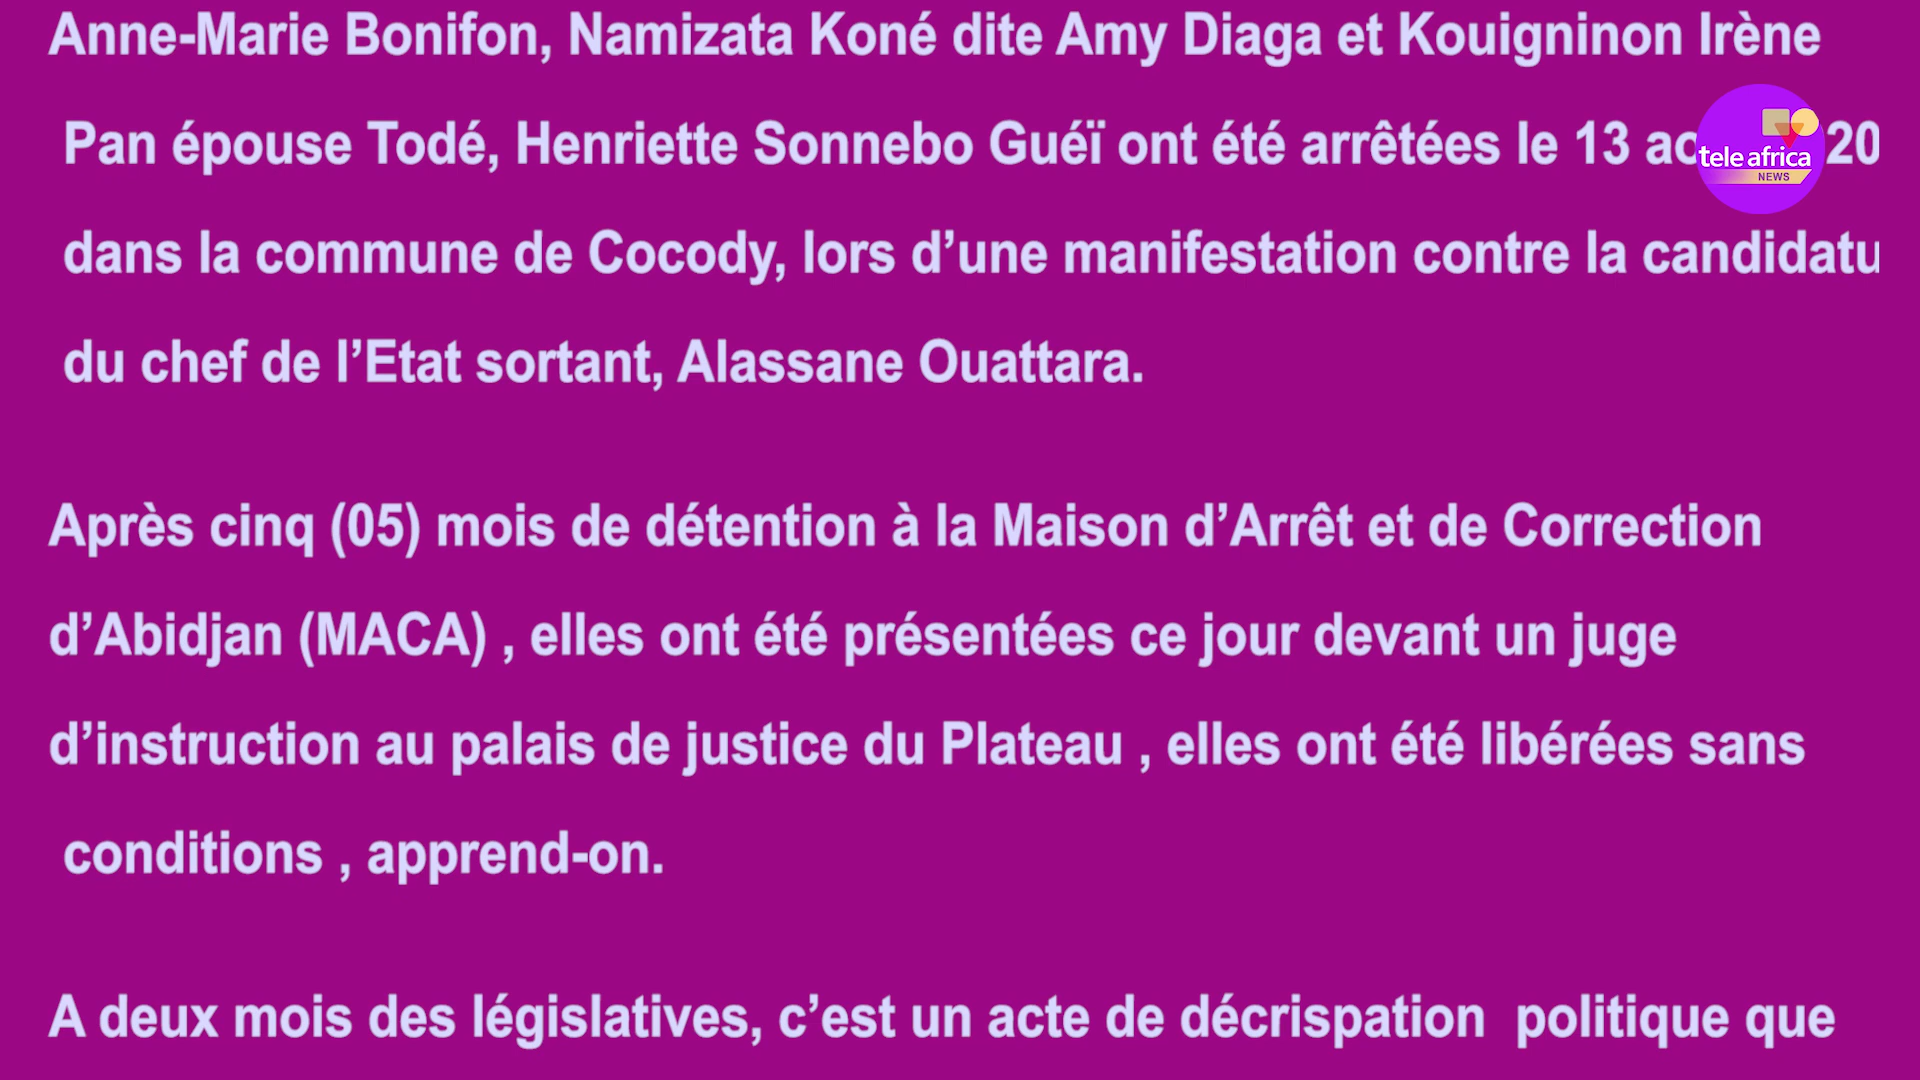 Anne-Marie Bonifon, Namizata Koné dite Amy Diaga et Kouigninon Irène
Pan épouse Todé, Henriette Sonnebo Guéï ont été arrêtées le 13 20
dans la commune de Cocody, lors d’une manifestation contre la candidatu
du chef de l’Etat sortant, Alassane Ouattara.
Après cinq (05) mois de détention à la Maison d’Arrêt et de Correction
d’Abidjan (MACA) , elles ont été présentées ce jour devant un juge
d’instruction au palais de justice du Plateau , elles ont été libérées sans
conditions , apprend-on.
A deux mois des législatives, c’est un acte de décrispation politique que
tele africa
NEWS